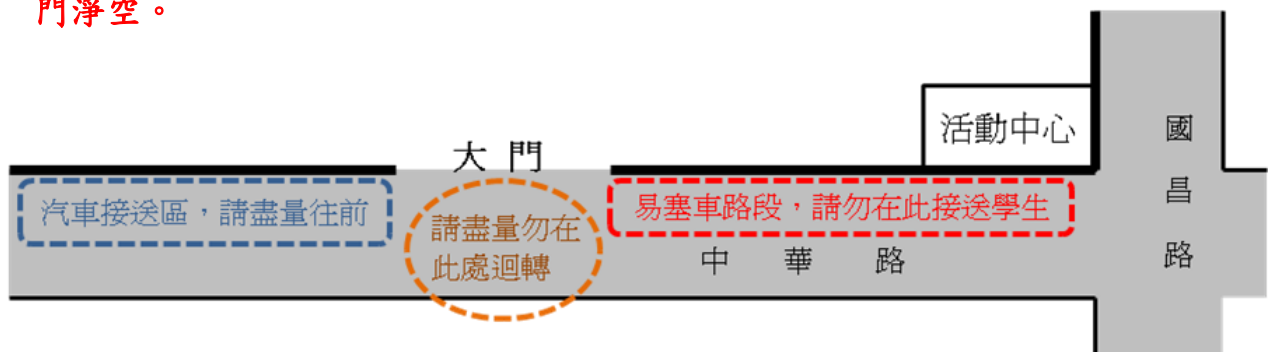 門淨空。
活動中心
國昌路
大門
汽車接送區，請盡量往前
請盡量勿在
此處迴轉
易塞車路段，請勿在此接送學生
中華路